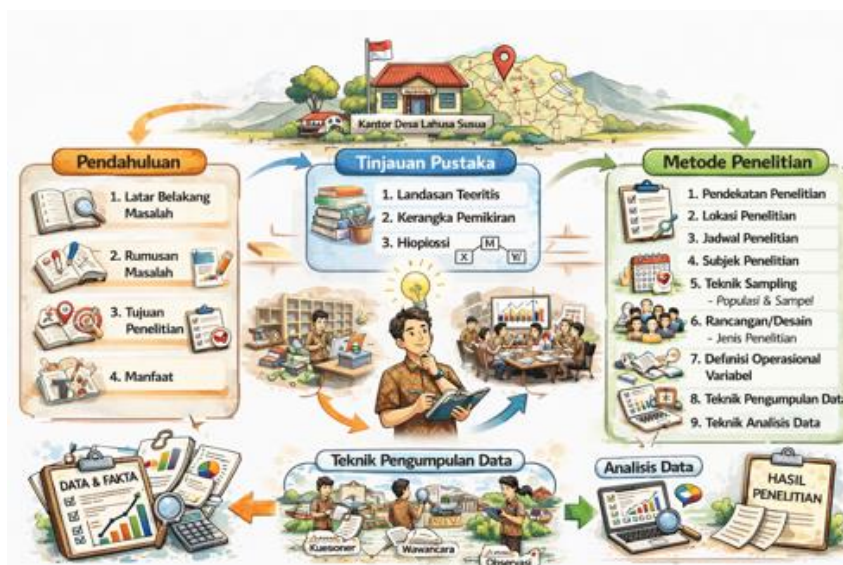 Kantor Desa Lahusa Susua
Pendahuluan
1. Latar Belakang
Masalah
2. Rumusan
Masalah
3. Tujuan
Penelitian
4. Manfaat
Tinjauan Pustaka
1. Landasan Teeritis
2. Kerangka Pemikiran
3. Hiopiossi
X
M
Metode Penelitian
1. Pendekatan Penelitian
2. Lokasi Penelitian
3. Jadwal Penelitian
4. Subjek Penelitian
5. Teknik Sampling
- Populasi & Sampel
6. Rancangan/Desain
- Jenis Penelitian
7. Definisi Operasional
Variabel
8. Teknik Pengumpulan Data
9. Teknik Analisis Data
DATA & FAKTA
Teknik Pengumpulan Data
Kuesoner
Wawancara
Observasi
Analisis Data
HASIL
PENELITIAN